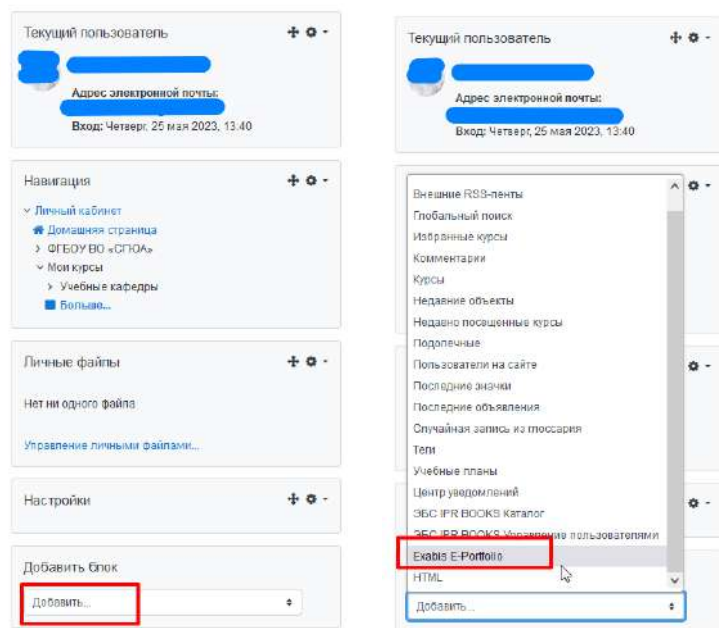 Текущий пользователь
Адрес электронной почты:
Вход: Четверг, 25 мая 2023, 13:40
Навигация
Личный кабинет
Домашняя страница
ФГБОУ ВО «СГЮА»
Мои курсы
Учебные кафедры
Больше...
Личные файлы
Нет ни одного файла
Управление личными файлами...
Настройки
Добавить блок
Добавить...
Текущий пользователь
Адрес электронной почты:
Вход: Четверг, 25 мая 2023, 13:40
Внешние RSS-ленты
Глобальный поиск
Избранные курсы
Комментарии
Курсы
Недавние объекты
Недавно посещенные курсы
Подопечные
Пользователи на сайте
Последние значки
Последние объявления
Случайная запись из глоссария
Теги
Учебные планы
Центр уведомлений
ЭБС IPR BOOKS Каталог
ЭБС IPR BOOKS Управление пользователями
Exabis E-Portfolio
HTML
Добавить...